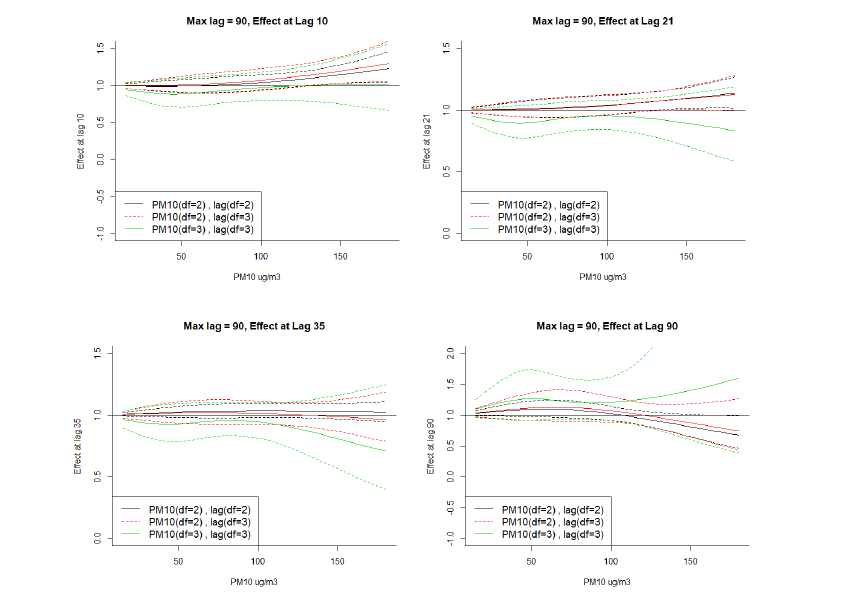 Max lag = 90, Effect at Lag 10
Effect at lag 10
1.5
1.0
0.5
0.0
-0.5
-1.0
PM10(df=2) , lag(df=2)
PM10(df=2) , lag(df=3)
PM10(df=3) , lag(df=3)
50 100 150
PM10 ug/m3
Max lag = 90, Effect at Lag 21
Effect at lag 21
1.5
1.0
0.5
0.0
PM10(df=2) , lag(df=2)
PM10(df=2) , lag(df=3)
PM10(df=3) , lag(df=3)
50 100 150
PM10 ug/m3
Max lag = 90, Effect at Lag 35
Effect at lag 35
1.5
1.0
0.5
0.0
PM10(df=2) , lag(df=2)
PM10(df=2) , lag(df=3)
PM10(df=3) , lag(df=3)
50 100 150
PM10 ug/m3
Max lag = 90, Effect at Lag 90
Effect at lag 90
2.0
1.5
1.0
0.5
0.0
-0.5
-1.0
PM10(df=2) , lag(df=2)
PM10(df=2) , lag(df=3)
PM10(df=3) , lag(df=3)
50 100 150
PM10 ug/m3